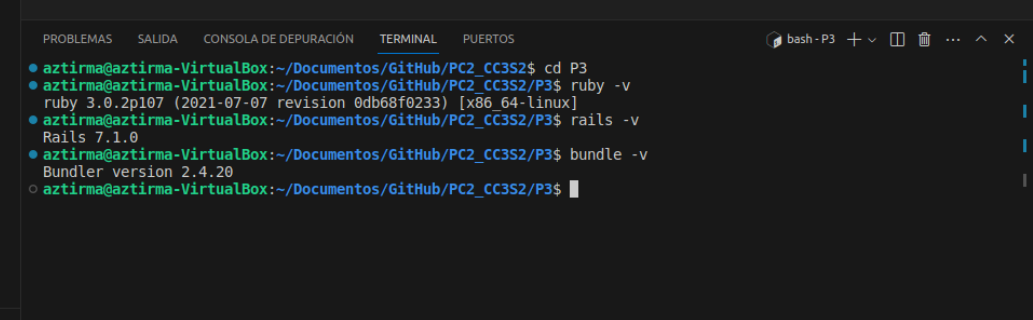 PROBLEMAS SALIDA CONSOLA DE DEPURACIÓN TERMINAL PUERTOS bash - P3
aztirma@aztirma-VirtualBox:~/Documentos/GitHub/PC2_CC3S2$ cd P3
aztirma@aztirma-VirtualBox:~/Documentos/GitHub/PC2_CC3S2/P3$ ruby -v
ruby 3.0.2p107 (2021-07-07 revision 0db68f0233) [x86_64-linux]
aztirma@aztirma-VirtualBox:~/Documentos/GitHub/PC2_CC3S2/P3$ rails -v
Rails 7.1.0
aztirma@aztirma-VirtualBox:~/Documentos/GitHub/PC2_CC3S2/P3$ bundle -v
Bundler version 2.4.20
aztirma@aztirma-VirtualBox:~/Documentos/GitHub/PC2_CC3S2/P3$